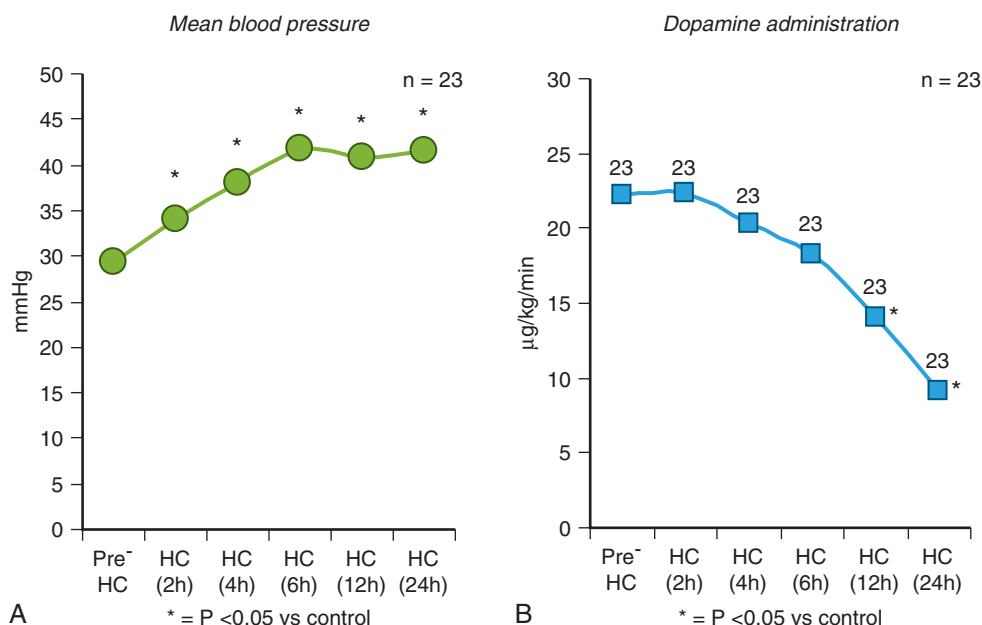 Mean blood pressure
n = 23
50
45
40
35
30
25
20
15
10
5
0
mmHg
*
*
*
*
*
Pre-
HC
HC
(2h)
HC
(4h)
HC
(6h)
HC
(12h)
HC
(24h)
A
* = P <0.05 vs control
Dopamine administration
n = 23
30
25
20
15
10
5
0
µg/kg/min
23
23
23
23
23
*
23
*
Pre-
HC
HC
(2h)
HC
(4h)
HC
(6h)
HC
(12h)
HC
(24h)
B
* = P <0.05 vs control